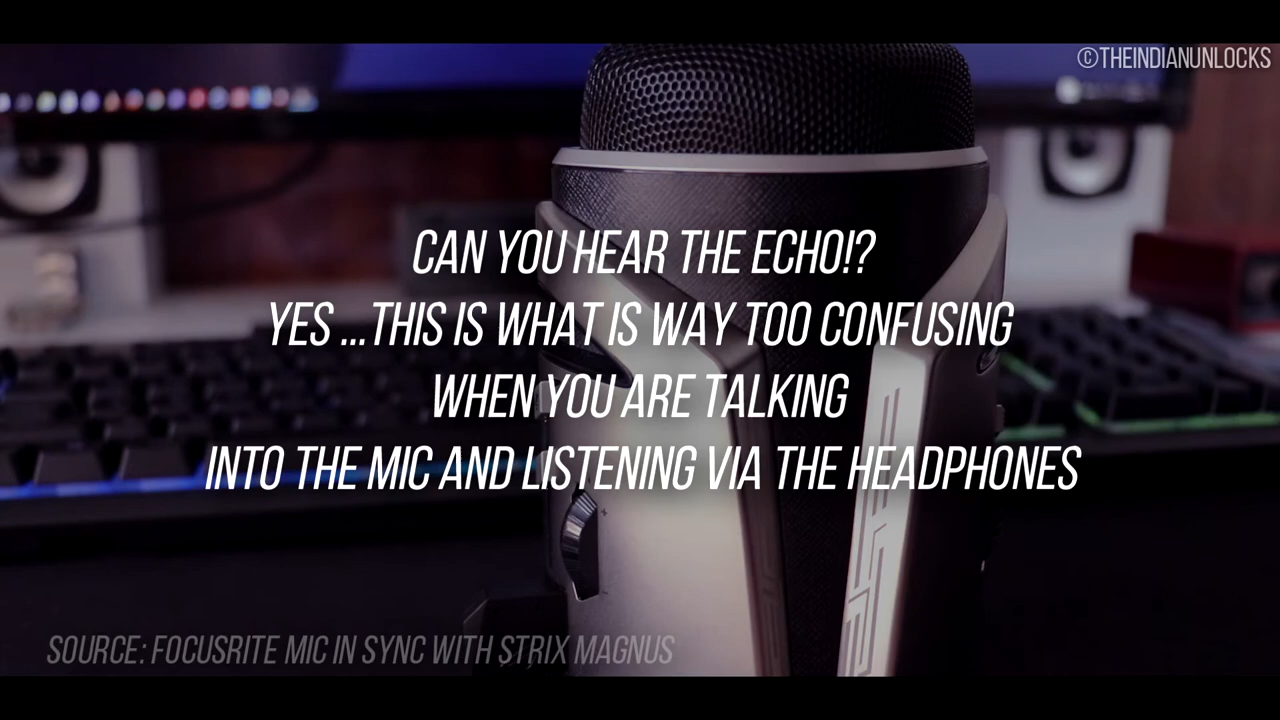 ©THEINDIANUNLOCKS
CAN YOU HEAR THE ECHO!?
YES ...THIS IS WHAT IS WAY TOO CONFUSING
WHEN YOU ARE TALKING
INTO THE MIC AND LISTENING VIA THE HEADPHONES
SOURCE: FOCUSRITE MIC IN SYNC WITH STRIX MAGNUS